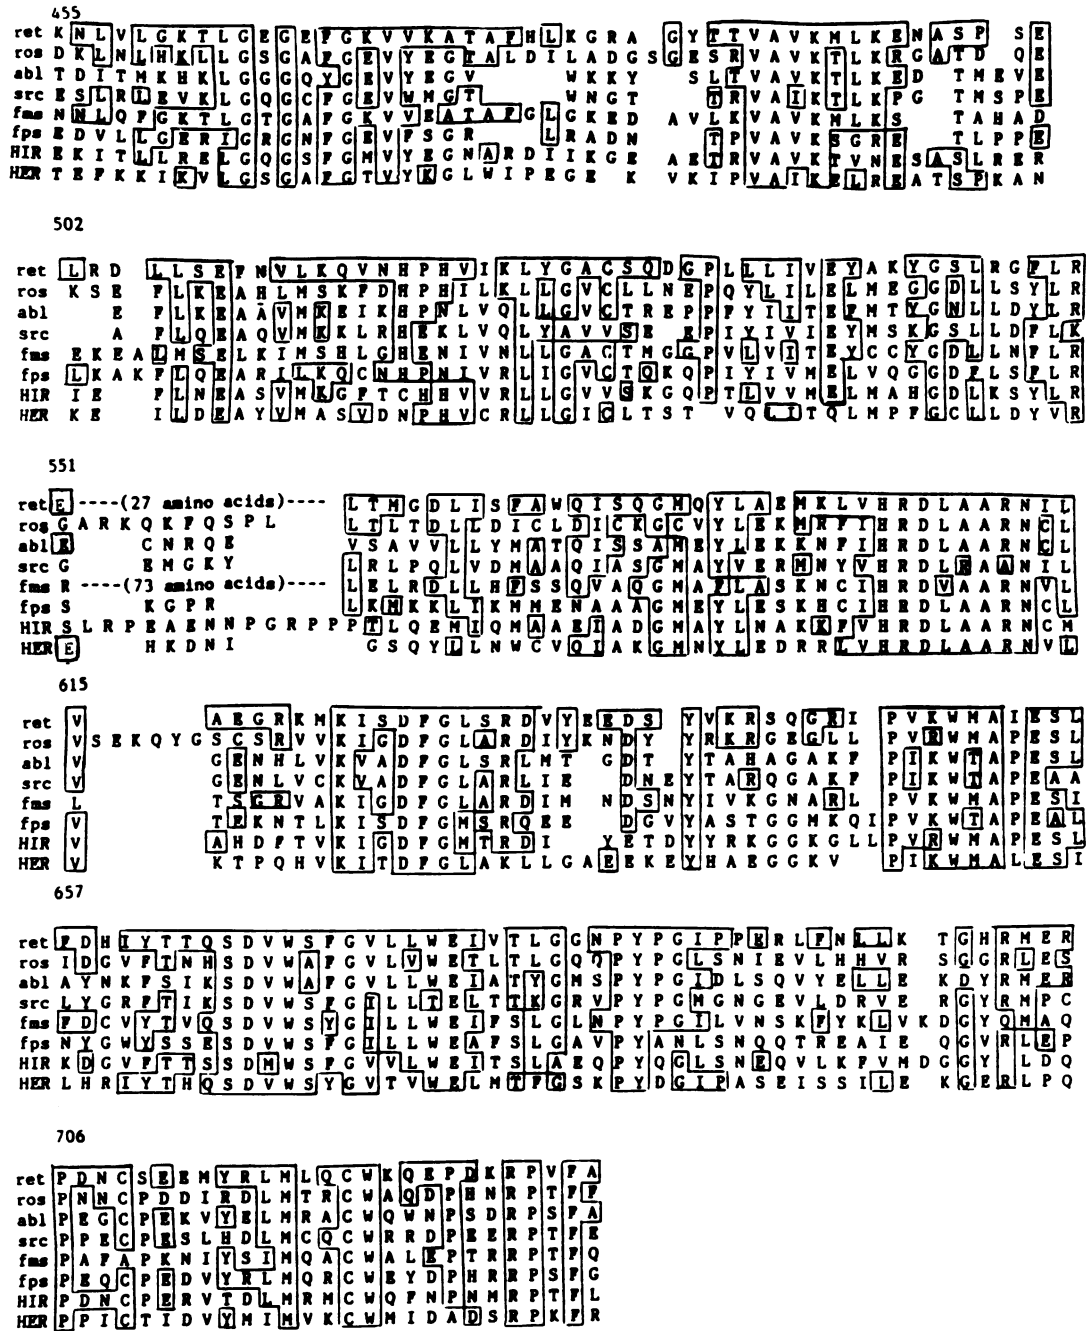 455
ret K N L V L G K T L G E G E F G K V V K A T A F H L K G R A G Y T T V A V K M L K E N A S P S E
ros D K L N L H K L L G S G A F G E V Y E G T A L D I L A D G S G E S R V A V K T L K R G A T D Q E
abl T D I T M K H K L G G G Q Y G E V Y E G V W K K Y S L T V A V K T L K E D T M E V E
src E S L R L E V K L G Q G C F G E V W M G T W N G T T R V A I K T L K P G T M S P E
fms N N L Q F G K T L G T G A F G K V V E A T A F G L G K E D A V L K V A V K M L K S T A H A D
fps E D V L L G E R I G R G N F G E V F S G R L R A D N T P V A V K S G R E T L P P E
HIR E K I T L L R E L G Q G S F G M V Y E G N A R D I I K G E A E T R V A V K T V N E S A S L R E R
HER T E F K K I K V L G S G A F G T V Y K G L W I P E G E K V K I P V A I K E L R E A T S P K A N
502
ret L R D L L S E F N V L K Q V N H P H V I K L Y G A C S Q D G P L L L I V E Y A K Y G S L R G F L R
ros K S E F L K E A H L M S K F D H P H I L K L L G V C L L N E P Q Y L I L E L M E G G D L L S Y L R
abl E F L K E A A V M K E I K H P N L V Q L L G V C T R E P P F Y I I T E F M T Y G N L L D Y L R
src A F L Q E A Q V M K K L R H E K L V Q L Y A V V S E E P I Y I V I E Y M S K G S L L D F L K
fms E K E A L M S E L K I M S H L G H E N I V N L L G A C T M G G P V L V I T E Y C C Y G D L L N F L R
fps L K A K F L Q E A R I L K Q C N H P N I V R L I G V C T Q K Q P I Y I V M E L V Q G G D F L S F L R
HIR I E F L N E A S V M K G F T C H H V V R L L G V V S K G Q P T L V V M E L M A H G D L K S Y L R
HER K E I L D E A Y V M A S V D N P H V C R L L G I G L T S T V Q L I T Q L M P F G C L L D Y V R
551
ret E ----(27 amino acids)---- L T M G D L I S F A W Q I S Q G M Q Y L A E M K L V H R D L A A R N I L
ros G A R K Q K F Q S P L L T L T D L L D I C L D I C K G C V Y L E K M R F I H R D L A A R N C L
abl E C N R Q E V S A V V L L Y M A T Q I S S A M E Y L E K K N F I H R D L A A R N C L
src G E M G K Y L R L P Q L V D M A A Q I A S G M A Y V E R M N Y V H R D L R A A N I L
fms R ----(73 amino acids)---- L E L R D L L H F S S Q V A Q G M A F L A S K N C I H R D V A A R N V L
fps S K G P R L K M K K L I K M M E N A A A G M E Y L E S K H C I H R D L A A R N C L
HIR S L R P E A E N N P G R P P P T L Q E M I Q M A A E I A D G M A Y L N A K K F V H R D L A A R N C M
HER E H K D N I G S Q Y L L N W C V Q I A K G M N Y L E D R R L V H R D L A A R N V L
615
ret V A E G R K M K I S D F G L S R D V Y E E D S Y V K R S Q G R I P V K W M A I E S L
ros V S E K Q Y G S C S R V V K I G D F G L A R D I Y K N D Y Y R K R G E G L L P V R W M A P E S L
abl V G E N H L V K V A D F G L S R L M T G D T Y T A H A G A K F P I K W T A P E S L
src V G E N L V C K V A D F G L A R L I E D N E Y T A R Q G A K F P I K W T A P E A A
fms L T S G R V A K I G D F G L A R D I M N D S N Y I V K G N A R L P V K W M A P E S I
fps V T E K N T L K I S D F G M S R Q E E D G V Y A S T G G M K Q I P V K W T A P E A L
HIR V A H D F T V K I G D F G M T R D I Y E T D Y Y R K G G K G L L P V R W M A P E S L
HER V K T P Q H V K I T D F G L A K L L G A E E K E Y H A E G G K V P I K W M A L E S I
657
ret F D H I Y T T Q S D V W S F G V L L W E I V T L G G N P Y P G I P P E R L F N L L K T G H R M E R
ros I D G V F T N H S D V W A F G V L V W E T L T L G Q Q P Y P G L S N I E V L H H V R S G G R L E S
abl A Y N K F S I K S D V W A F G V L L W E I A T Y G M S P Y P G I D L S Q V Y E L L E K D Y R M E R
src L Y G R F T I K S D V W S F G I L L T E L T T K G R V P Y P G M G N G E V L D R V E R G Y R M P C
fms F D C V Y T V Q S D V W S Y G I L L W E I F S L G L N P Y P G I L V N S K F Y K L V K D G Y Q M A Q
fps N Y G W Y S S E S D V W S F G I L L W E A F S L G A V P Y A N L S N Q Q T R E A I E Q G V R L E P
HIR K D G V F T T S S D M W S F G V V L W E I T S L A E Q P Y Q G L S N E Q V L K F V M D G G Y L D Q
HER L H R I Y T H Q S D V W S Y G V T V W E L M T F G S K P Y D G I P A S E I S S I L E K G E R L P Q
706
ret P D N C S E E M Y R L M L Q C W K Q E P D K R P V F A
ros P N N C P D D I R D L M T R C W A Q D P H N R P T F F
abl P E G C P E K V Y E L M R A C W Q W N P S D R P S F A
src P P E C P E S L H D L M C Q C W R R D P E E R P T F E
fms P A F A P K N I Y S I M Q A C W A L E P T R R P T F Q
fps P E Q C P E D V Y R L M Q R C W E Y D P H R R P S F G
HIR P D N C P E R V T D L M R M C W Q F N P N M R P T F L
HER P P I C T I D V Y M I M V K C W M I D A D S R P K F R